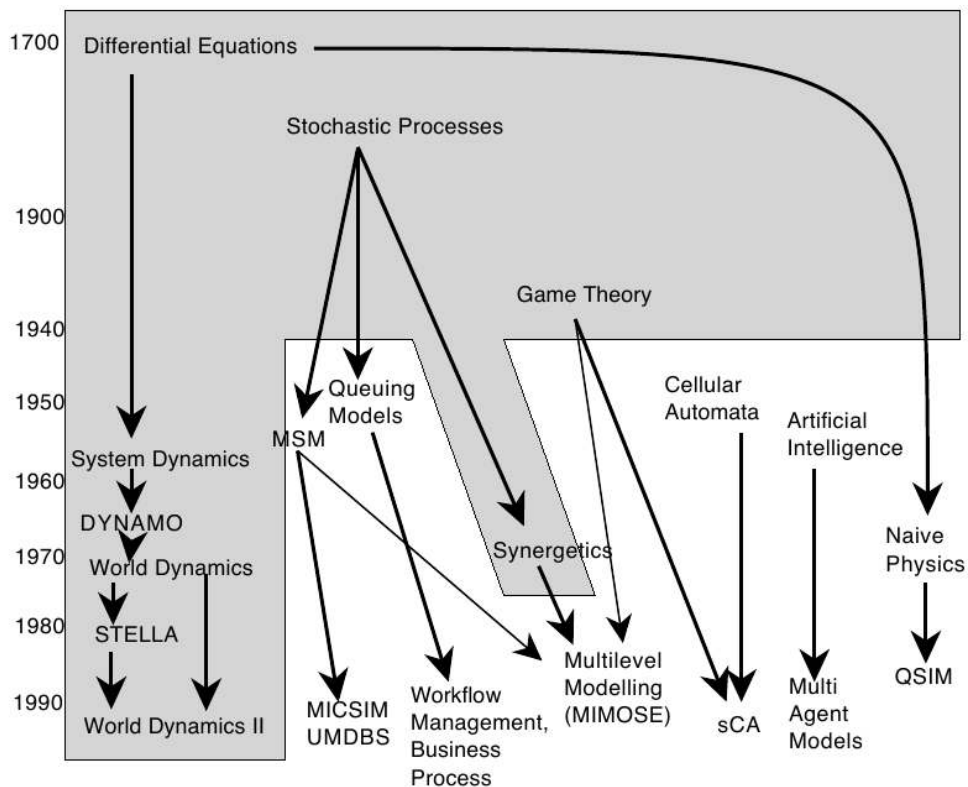 1700
Differential Equations
Stochastic Processes
1900
Game Theory
1940
1950
Queuing
Models
Cellular
Automata
Artificial
Intelligence
MSM
System Dynamics
1960
DYNAMO
Naive
Physics
1970
World Dynamics
Synergetics
1980
STELLA
Multilevel
Modelling
(MIMOSE)
QSIM
1990
World Dynamics II
MICSIM
UMDBS
Workflow
Management,
Business
Process
sCA
Multi
Agent
Models